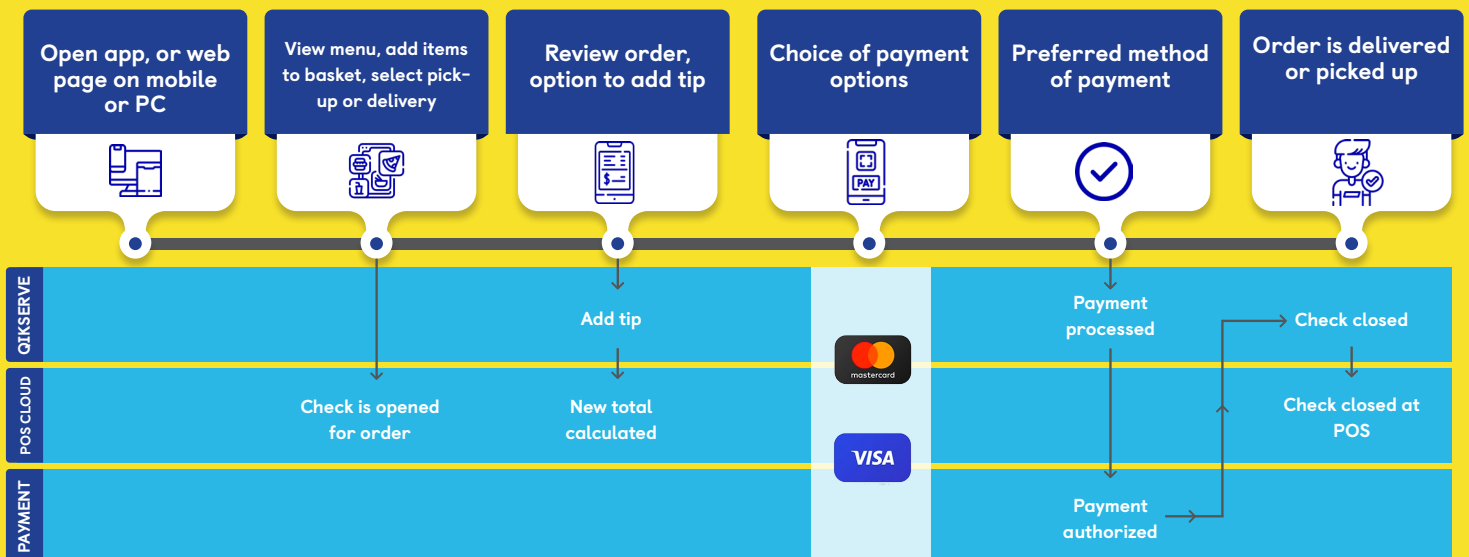 Open app, or web
page on mobile
or PC
View menu, add items
to basket, select pick-
up or delivery
Review order,
option to add tip
Choice of payment
options
Preferred method
of payment
Order is delivered
or picked up
$
PAY
QIKSERVE
Add tip
mastercard
Payment
processed
Check closed
POS CLOUD
Check is opened
for order
New total
calculated
VISA
Check closed at
POS
PAYMENT
Payment
authorized